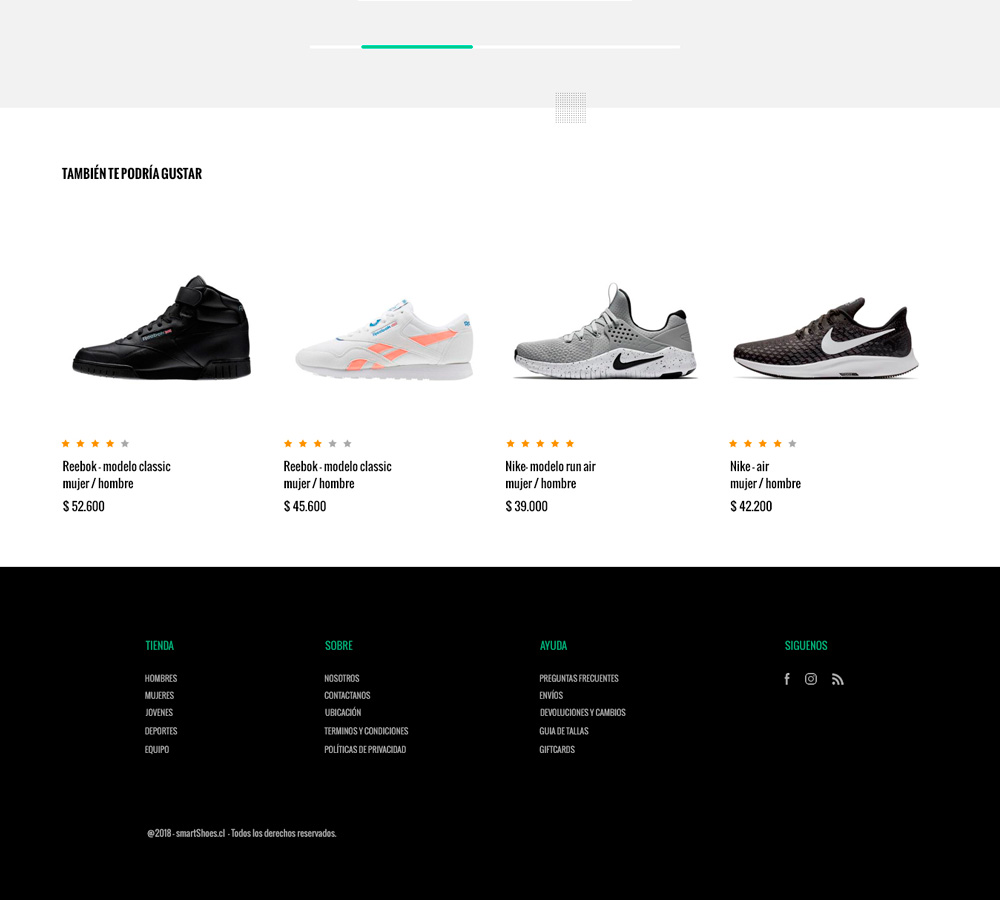 TAMBIÉN TE PODRÍA GUSTAR
Reebok - modelo classic
mujer / hombre
$ 52.600
Reebok - modelo classic
mujer / hombre
$ 45.600
Nike- modelo run air
mujer / hombre
$ 39.000
Nike - air
mujer / hombre
$ 42.200
TIENDA
HOMBRES
MUJERES
JOVENES
DEPORTES
EQUIPO
SOBRE
NOSOTROS
CONTACTANOS
UBICACIÓN
TERMINOS Y CONDICIONES
POLÍTICAS DE PRIVACIDAD
AYUDA
PREGUNTAS FRECUENTES
ENVÍOS
DEVOLUCIONES Y CAMBIOS
GUIA DE TALLAS
GIFTCARDS
SIGUENOS
@2018 - smartShoes.cl - Todos los derechos reservados.